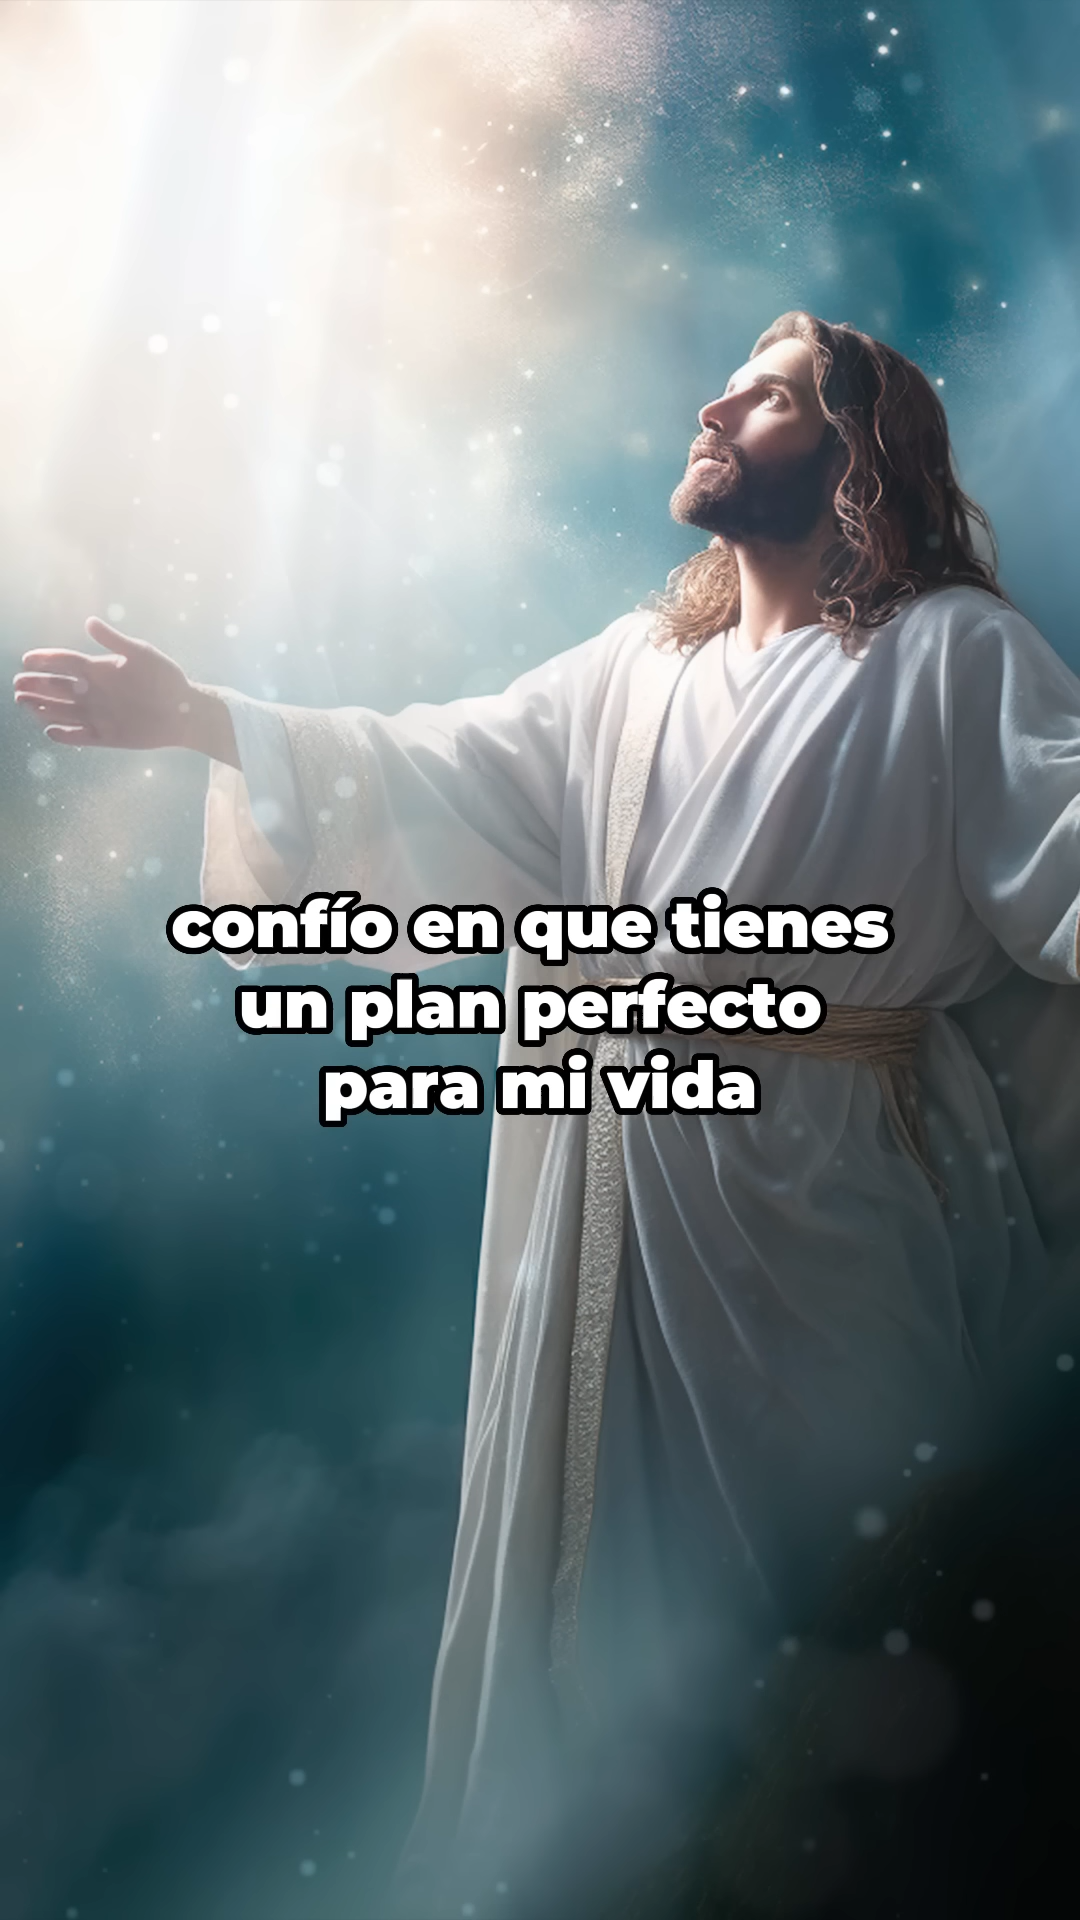 confío en que tienes
un plan perfecto
para mi vida